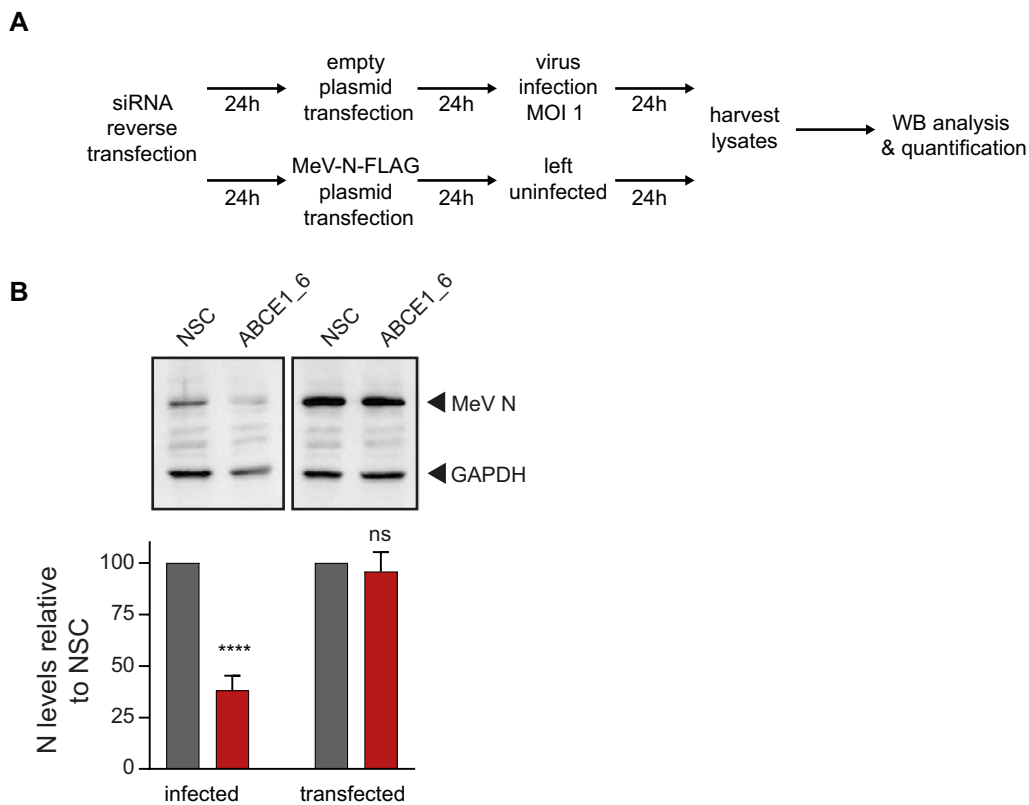 A
siRNA
reverse
transfection
24h
empty
plasmid
transfection
24h
virus
infection
MOI 1
24h
24h
MeV-N-FLAG
plasmid
transfection
24h
left
uninfected
24h
harvest
lysates
WB analysis
& quantification
B
NSC
ABCE1_6
NSC
ABCE1_6
MeV N
GAPDH
N levels relative
to NSC
100
75
50
25
0
****
ns
infected
transfected